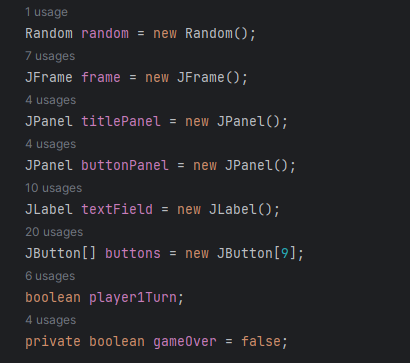 1 usage
Random random = new Random();
7 usages
JFrame frame = new JFrame();
4 usages
JPanel titlePanel = new JPanel();
4 usages
JPanel buttonPanel = new JPanel();
10 usages
JLabel textField = new JLabel();
20 usages
JButton[] buttons = new JButton[9];
6 usages
boolean player1Turn;
4 usages
private boolean gameOver = false;